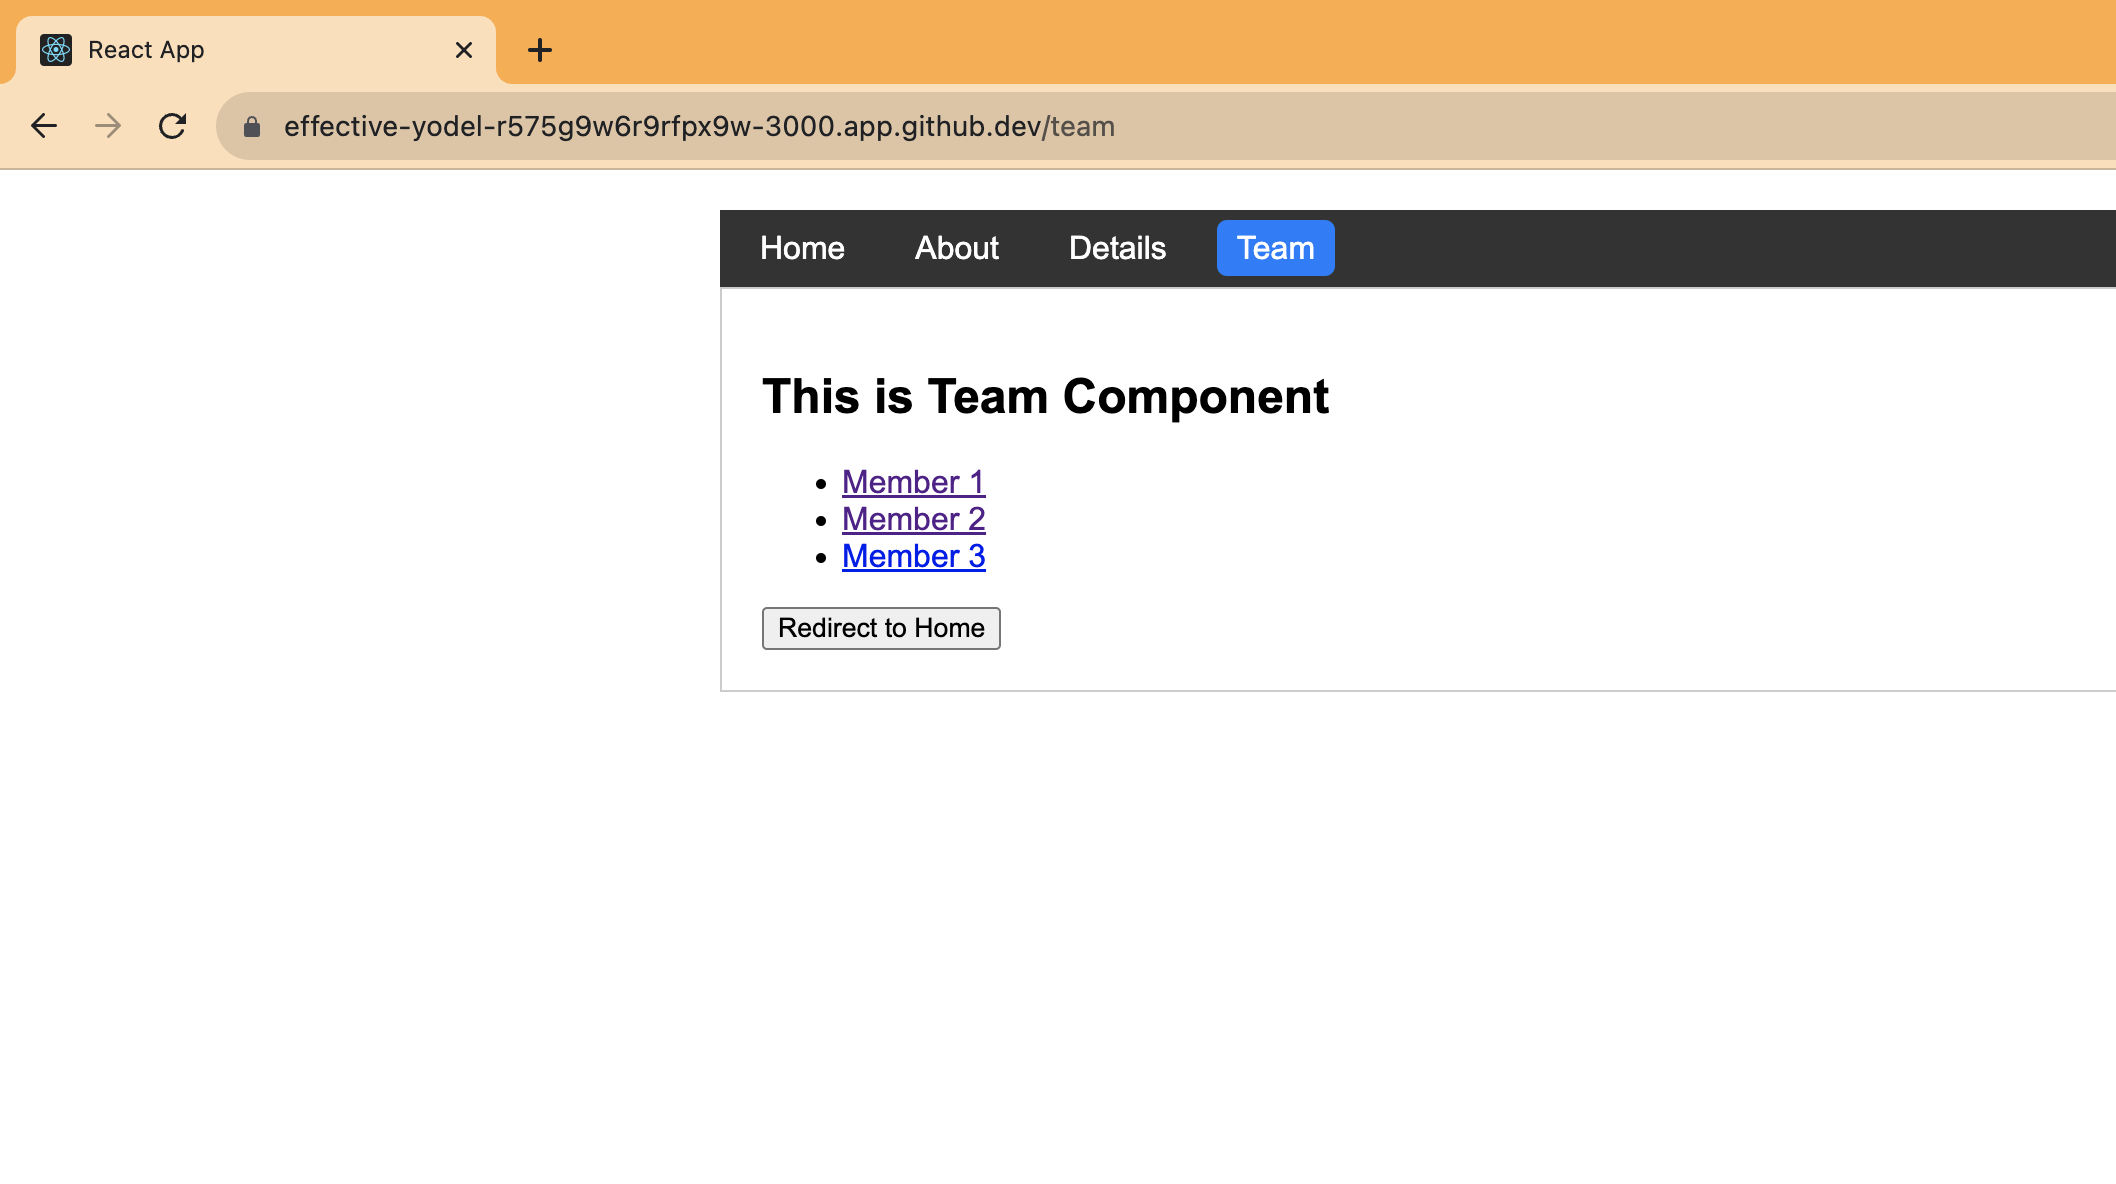 React App
effective-yodel-r575g9w6r9rfpx9w-3000.app.github.dev/team
Home About Details Team
This is Team Component
Member 1
Member 2
Member 3
Redirect to Home